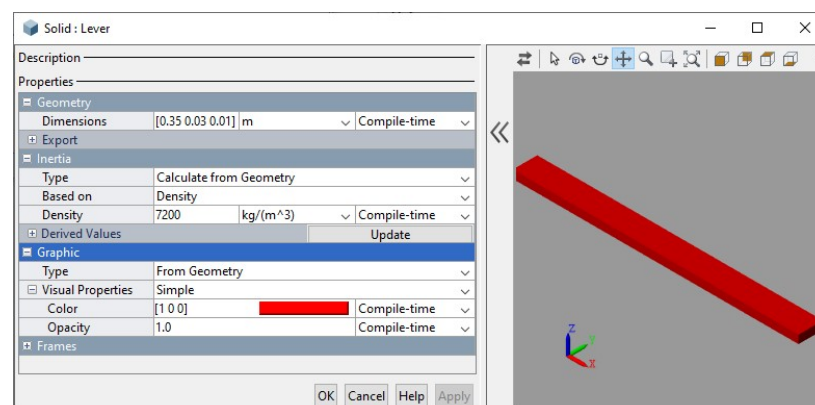 Solid : Lever
Description
Properties
Geometry
Dimensions [0.35 0.03 0.01] m Compile-time
Export
Inertia
Type Calculate from Geometry
Based on Density
Density 7200 kg/(m^3) Compile-time
Derived Values Update
Graphic
Type From Geometry
Visual Properties Simple
Color [1 0 0] Compile-time
Opacity 1.0 Compile-time
Frames
OK Cancel Help Apply
Z
Y
X